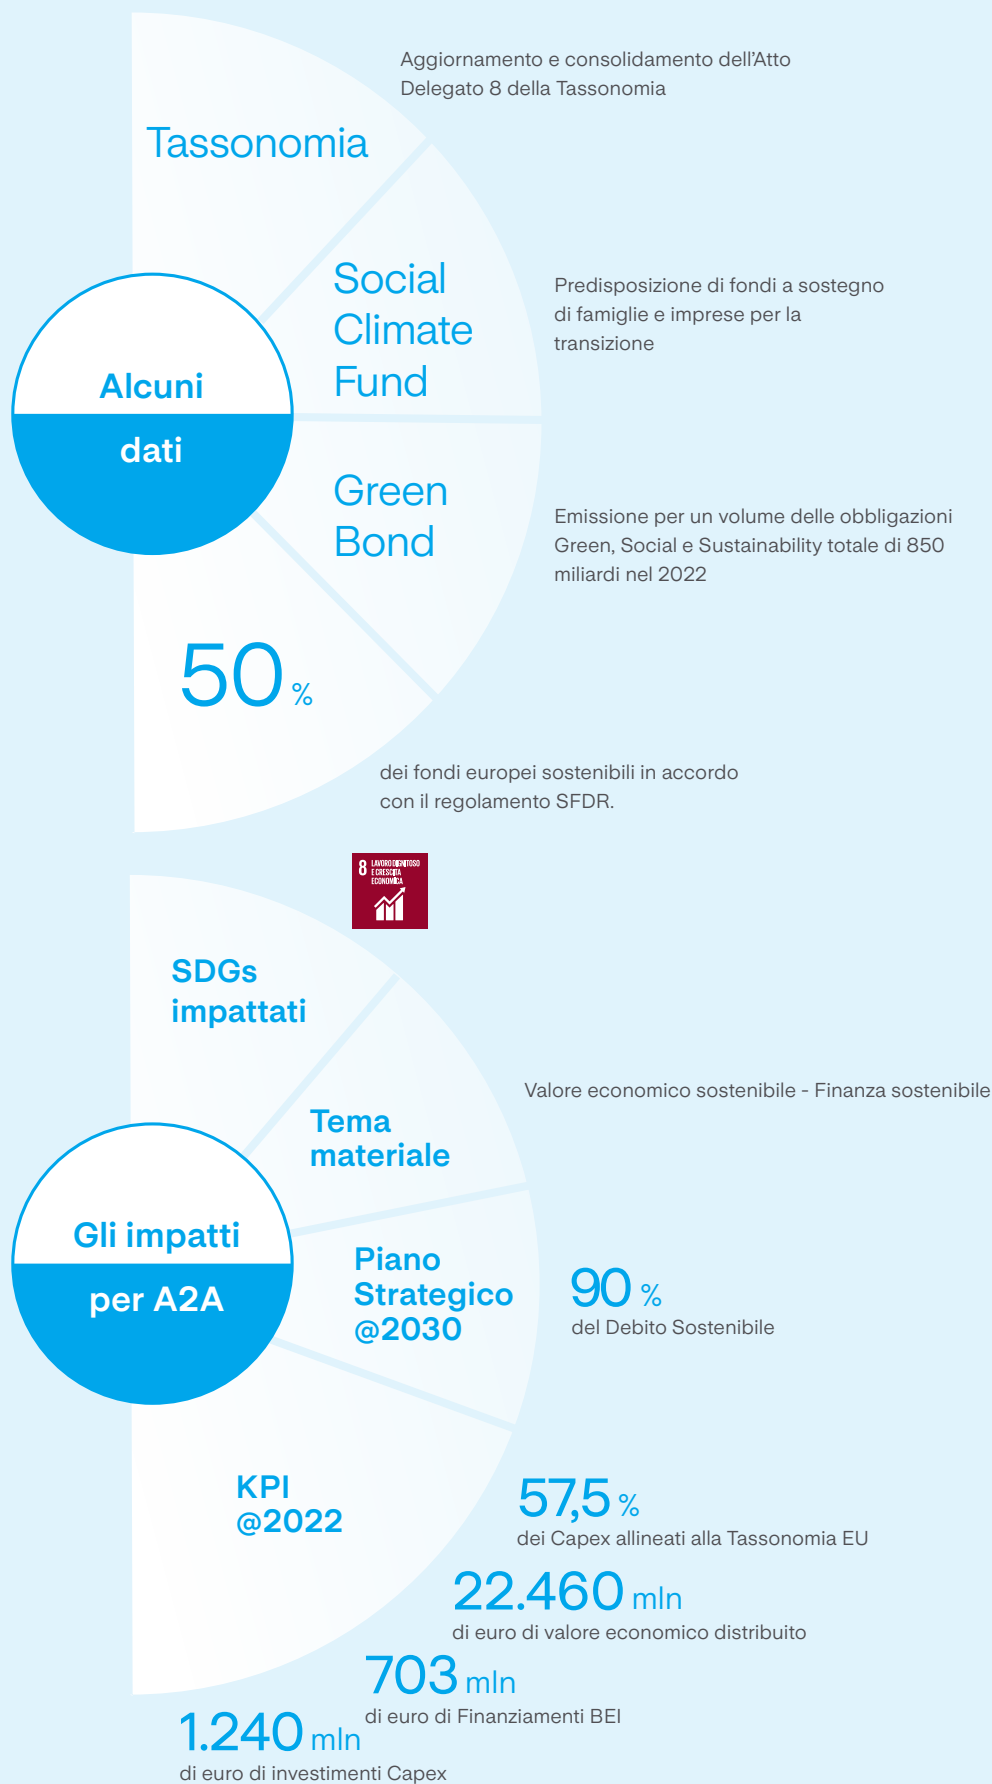 Aggiornamento e consolidamento dell'Atto
Delegato 8 della Tassonomia
Tassonomia
Social
Climate
Fund
Predisposizione di fondi a sostegno
di famiglie e imprese per la
transizione
Alcuni
dati
Green
Bond
Emissione per un volume delle obbligazioni
Green, Social e Sustainability totale di 850
miliardi nel 2022
50 %
dei fondi europei sostenibili in accordo
con il regolamento SFDR.
8 LAVORO DIGNITOSO
E CRESCITA
ECONOMICA
SDGs
impattati
Valore economico sostenibile - Finanza sostenibile
Tema
materiale
Gli impatti
per A2A
Piano
Strategico
@2030
90 %
del Debito Sostenibile
KPI
@2022
57,5 %
dei Capex allineati alla Tassonomia EU
22.460 mln
di euro di valore economico distribuito
703 mln
di euro di Finanziamenti BEI
1.240 mln
di euro di investimenti Capex